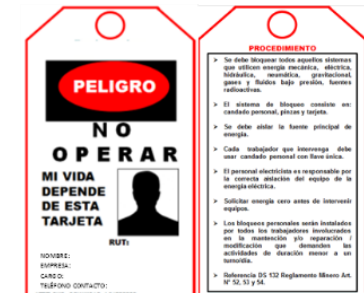 PELIGRO
NO
OPERAR
MI VIDA
DEPENDE
DE ESTA
TARJETA
RUT:
NOMBRE:
EMPRESA:
CARGO:
TELÉFONO CONTACTO:
PROCEDIMIENTO
➤ Se debe bloquear todos aquellos sistemas
que utilicen energía mecánica, eléctrica,
hidráulica, neumática, gravitacional,
gases y fluidos bajo presión, fuentes
radioactivas.
➤ El sistema de bloqueo consiste en:
candado personal, pinzas y tarjeta.
➤ Se debe aislar la fuente principal de
energía.
➤ Cada trabajador que intervenga debe
usar candado personal con llave única.
➤ El personal electricista es responsable por
la correcta aislación del equipo de la
energía eléctrica.
➤ Solicitar energía cero antes de intervenir
equipos.
➤ Los bloqueos personales serán instalados
por todos los trabajadores involucrados
en la mantención y/o reparación /
modificación que demanden las
actividades de duración menor a un
turno/día.
➤ Referencia DS 132 Reglamento Minero Art.
N° 52, 53 y 54.